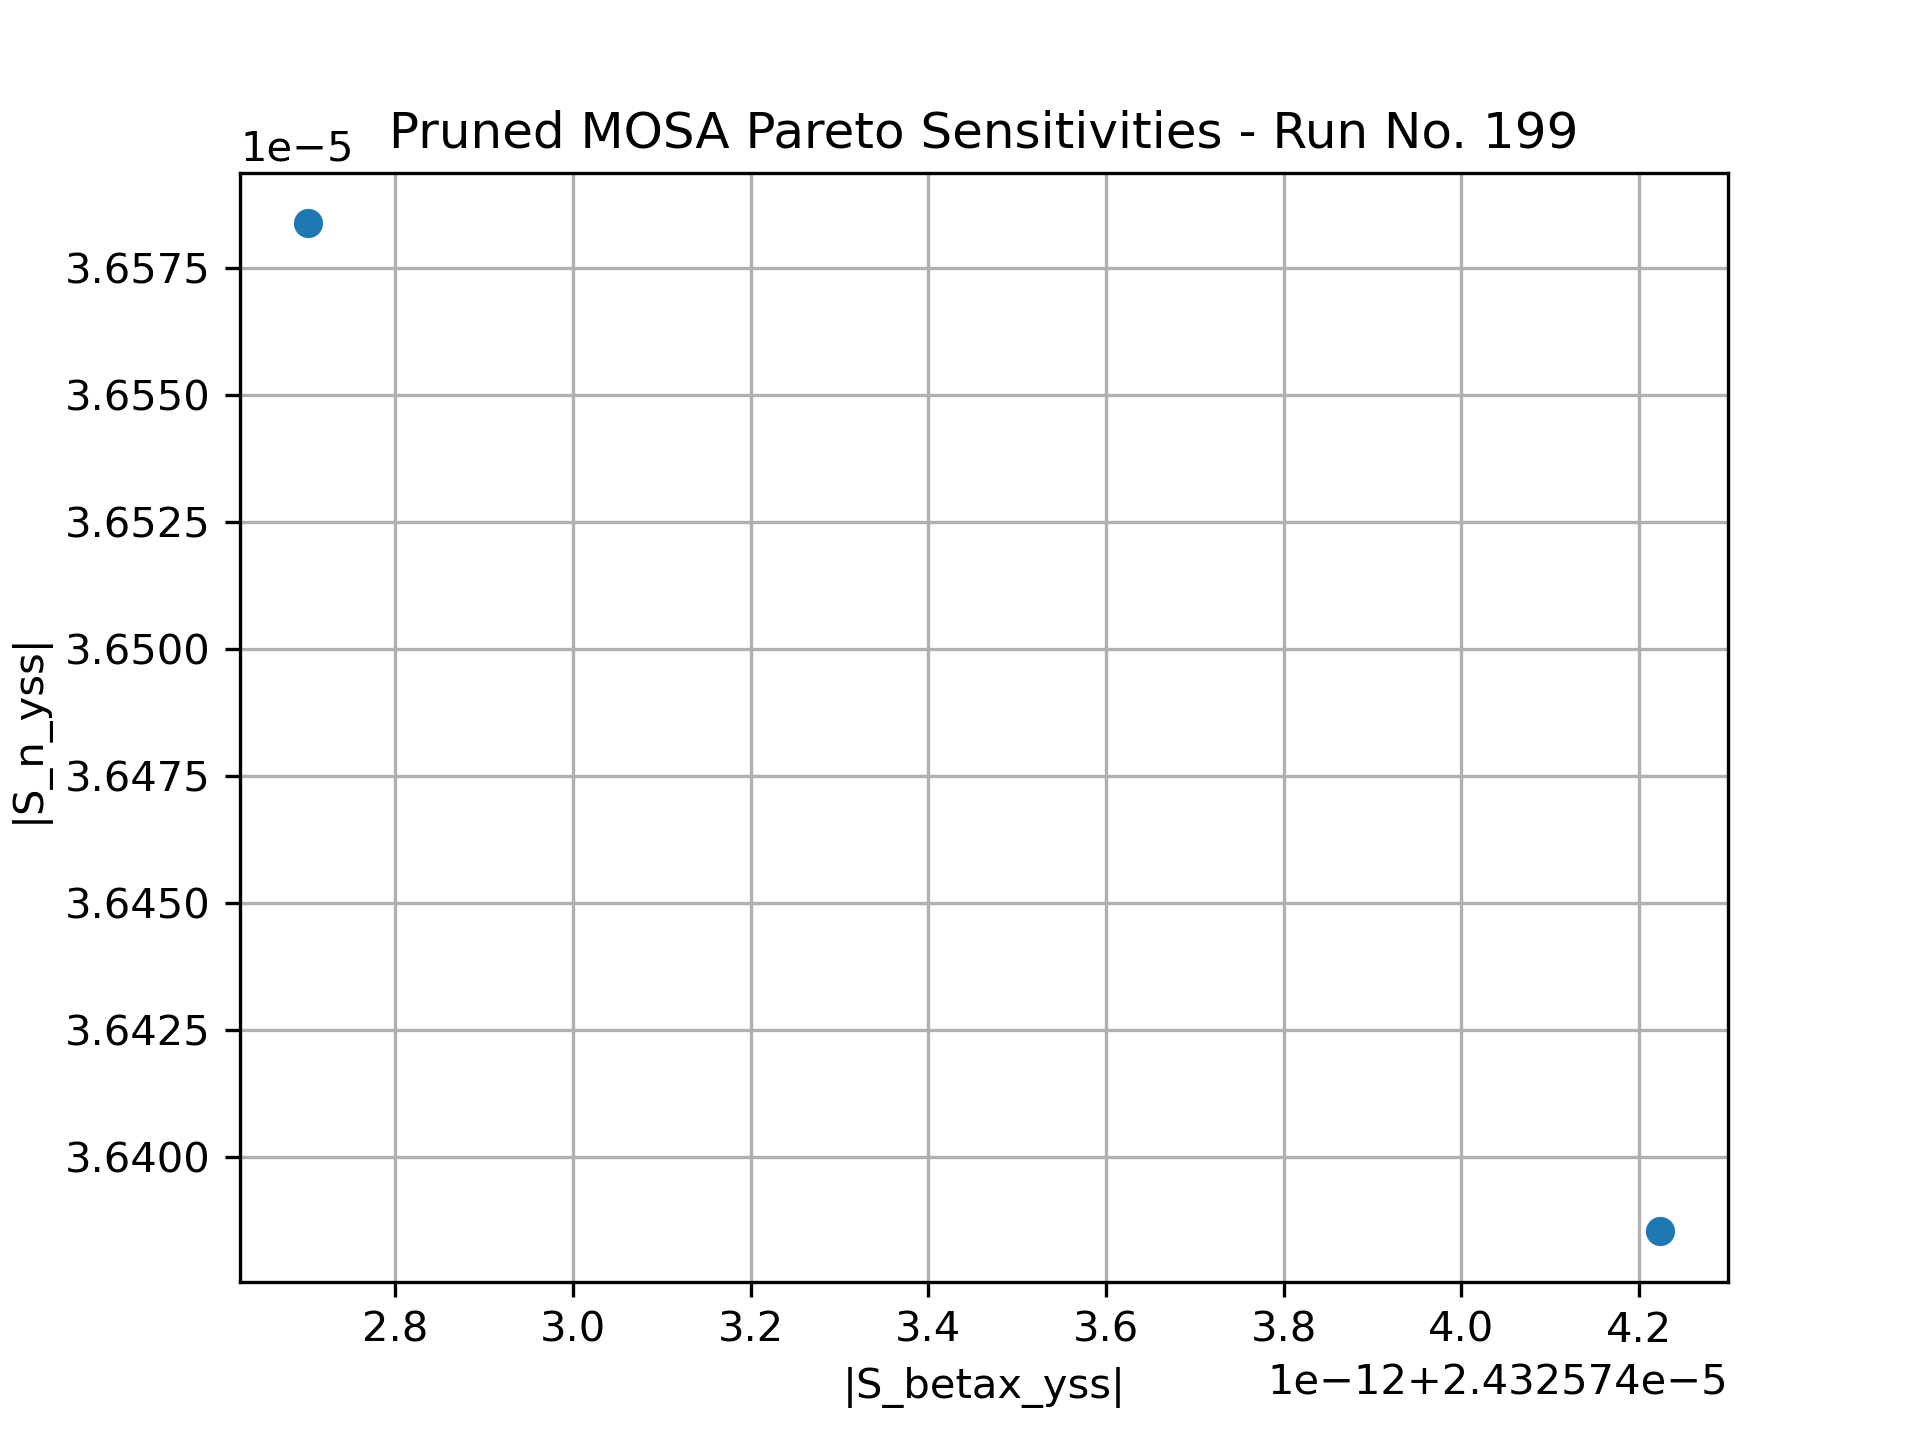 Pruned MOSA Pareto Sensitivities - Run No. 199
1e−5
3.6575
3.6550
3.6525
3.6500
3.6475
3.6450
3.6425
3.6400
|S_n_yss|
2.8 3.0 3.2 3.4 3.6 3.8 4.0 4.2
|S_betax_yss|
1e−12+2.432574e−5